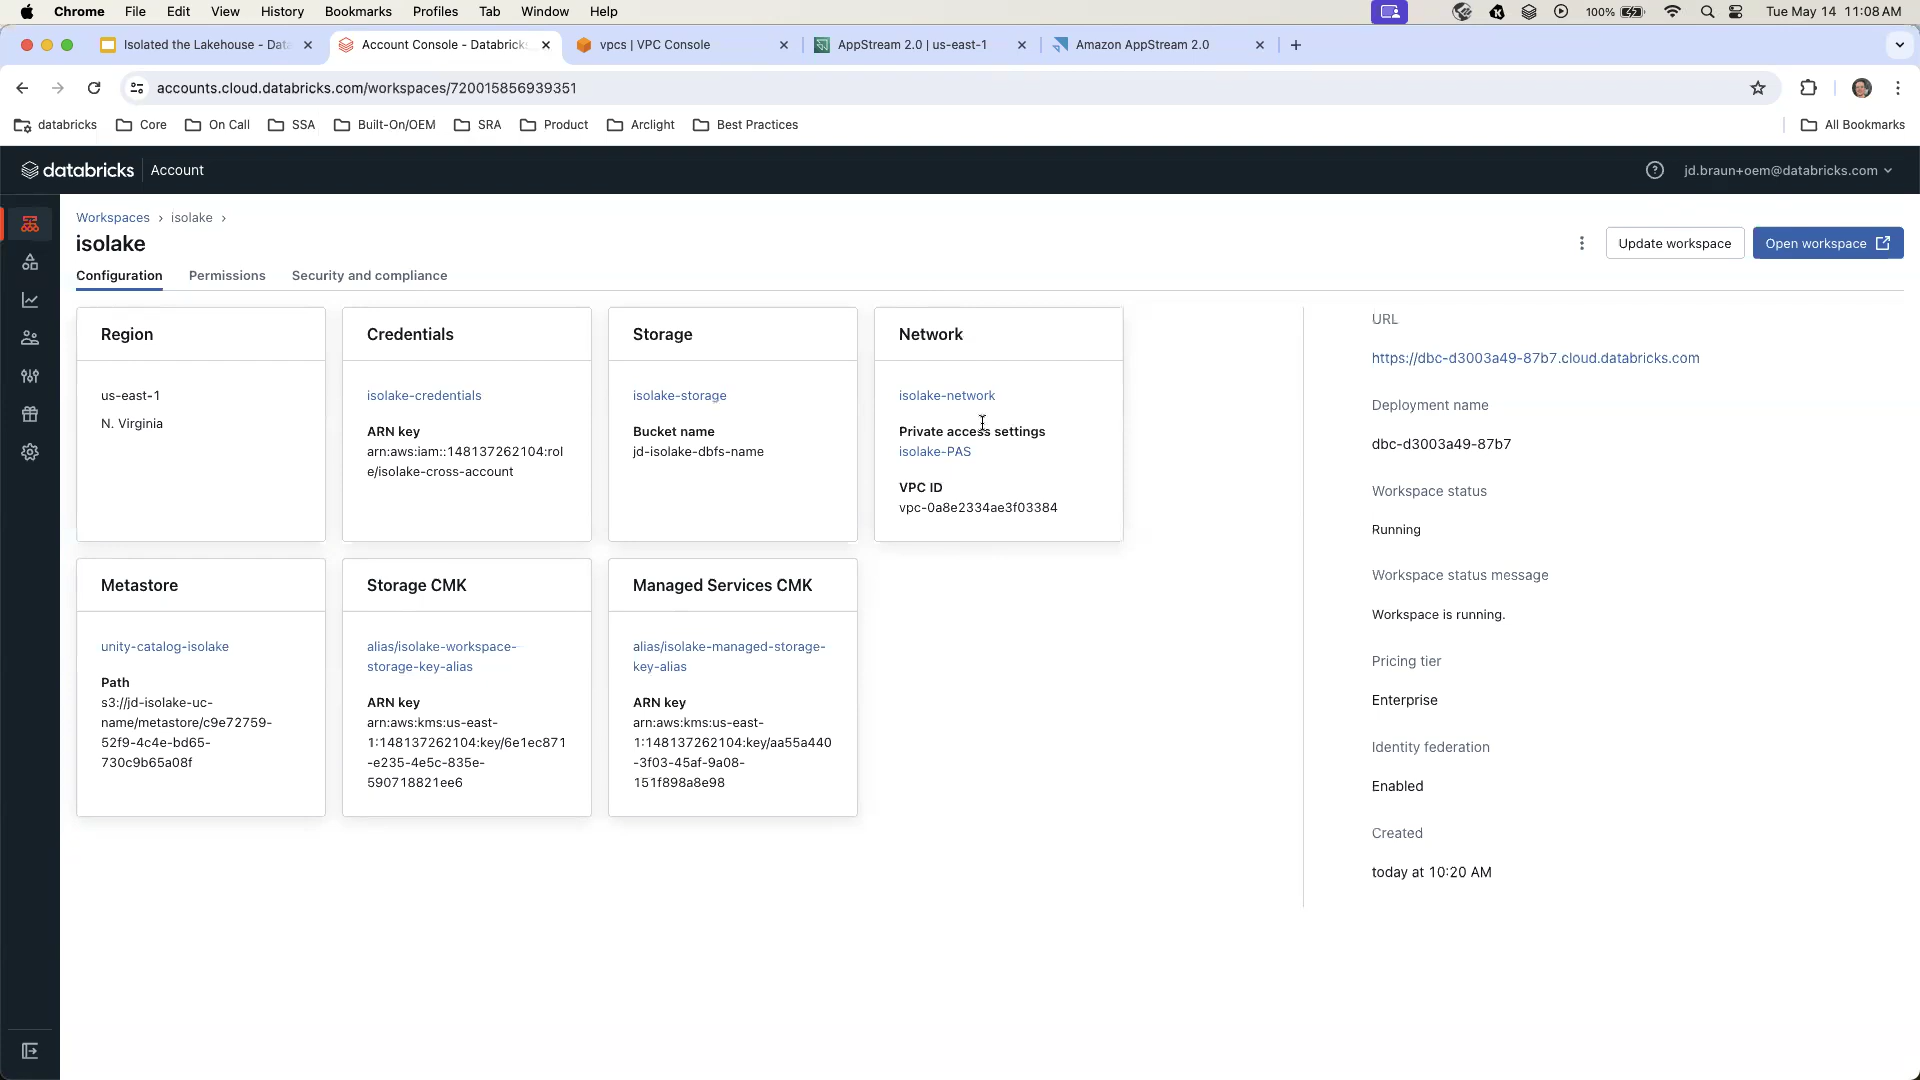 Chrome File Edit View History Bookmarks Profiles Tab Window Help 100% Tue May 14 11:08 AM
Isolated the Lakehouse - Dat Account Console - Databricks vpcs | VPC Console AppStream 2.0 | us-east-1 Amazon AppStream 2.0
accounts.cloud.databricks.com/workspaces/720015856939351
databricks Core On Call SSA Built-On/OEM SRA Product Arclight Best Practices All Bookmarks
databricks Account jd.braun+oem@databricks.com
Workspaces › isolake ›
isolake
Update workspace Open workspace
Configuration Permissions Security and compliance
Region
us-east-1
N. Virginia
Credentials
isolake-credentials
ARN key
arn:aws:iam::148137262104:rol
e/isolake-cross-account
Storage
isolake-storage
Bucket name
jd-isolake-dbfs-name
Network
isolake-network
Private access settings
isolake-PAS
VPC ID
vpc-0a8e2334ae3f03384
Metastore
unity-catalog-isolake
Path
s3://jd-isolake-uc-
name/metastore/c9e72759-
52f9-4c4e-bd65-
730c9b65a08f
Storage CMK
alias/isolake-workspace-
storage-key-alias
ARN key
arn:aws:kms:us-east-
1:148137262104:key/6e1ec871
-e235-4e5c-835e-
590718821ee6
Managed Services CMK
alias/isolake-managed-storage-
key-alias
ARN key
arn:aws:kms:us-east-
1:148137262104:key/aa55a440
-3f03-45af-9a08-
151f898a8e98
URL
https://dbc-d3003a49-87b7.cloud.databricks.com
Deployment name
dbc-d3003a49-87b7
Workspace status
Running
Workspace status message
Workspace is running.
Pricing tier
Enterprise
Identity federation
Enabled
Created
today at 10:20 AM